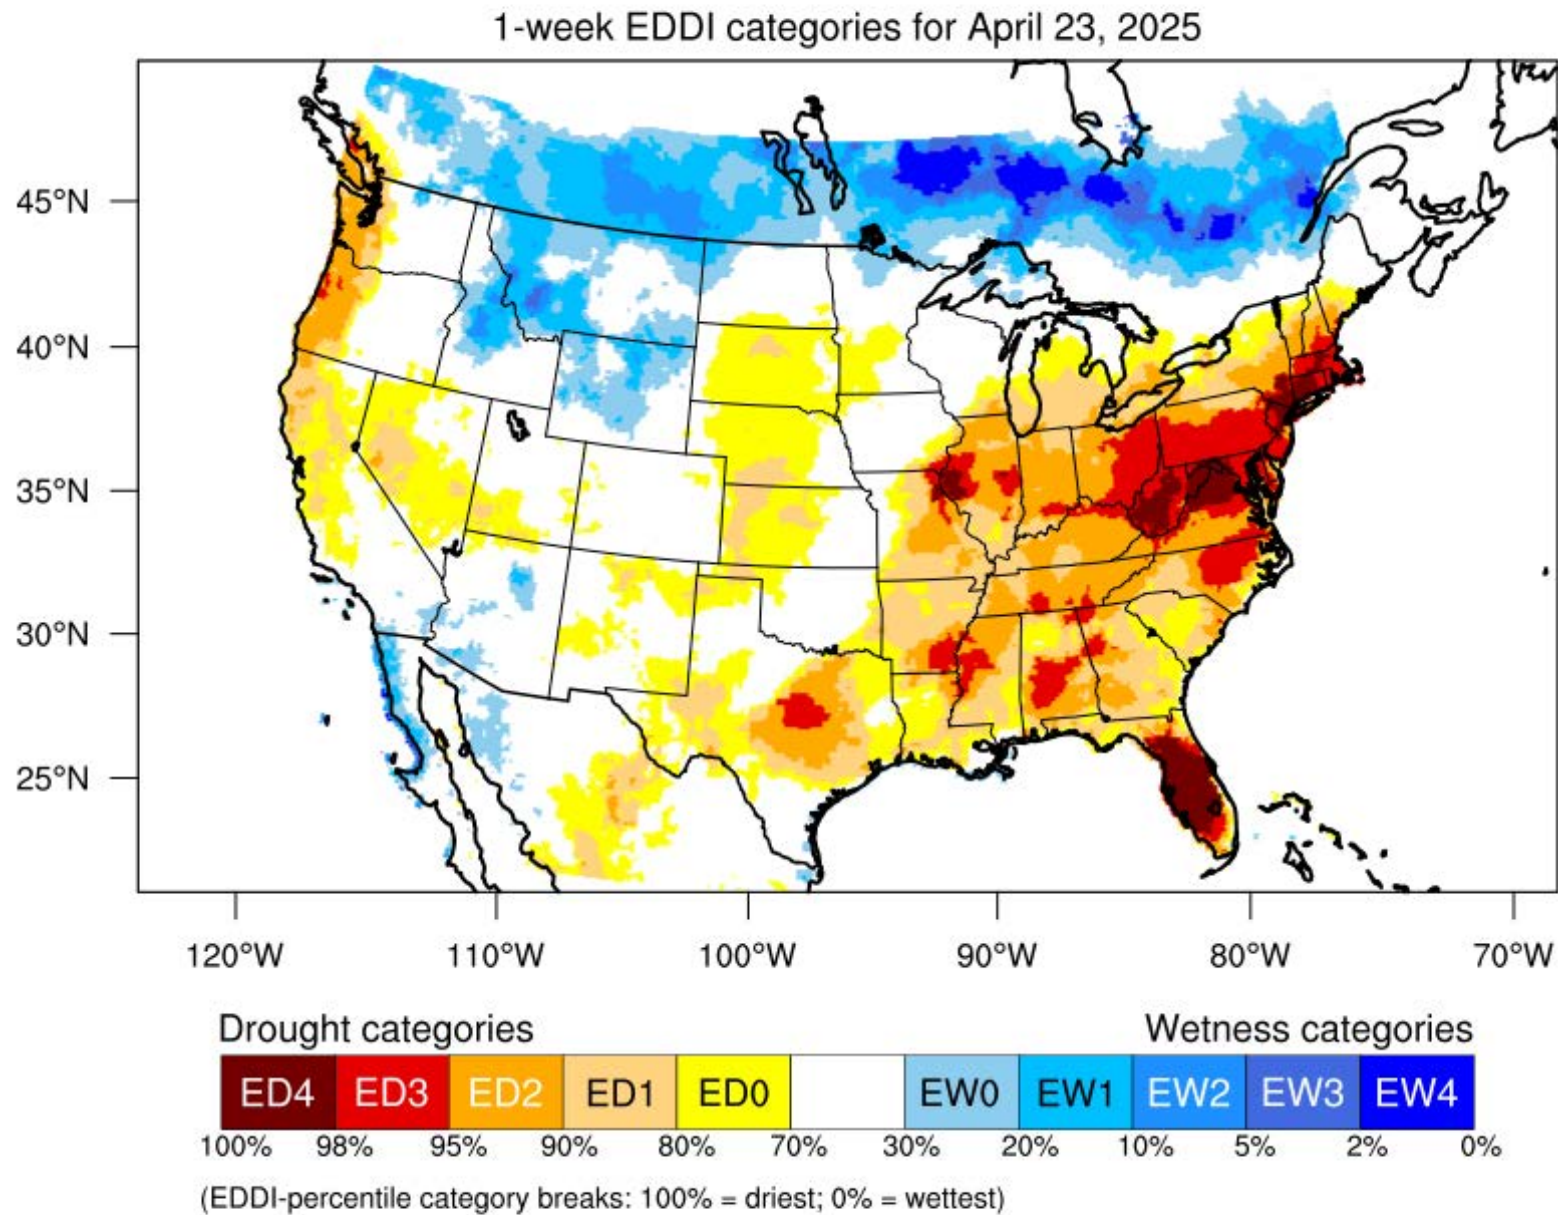 1-week EDDI categories for April 23, 2025
45°N
40°N
35°N
30°N
25°N
120°W 110°W 100°W 90°W 80°W 70°W
Drought categories Wetness categories
ED4 ED3 ED2 ED1 ED0 EW0 EW1 EW2 EW3 EW4
100% 98% 95% 90% 80% 70% 30% 20% 10% 5% 2% 0%
(EDDI-percentile category breaks: 100% = driest; 0% = wettest)